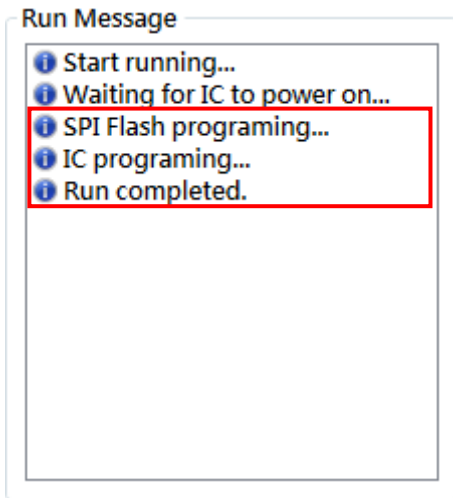 Run Message
Start running...
Waiting for IC to power on...
SPI Flash programing...
IC programing...
Run completed.